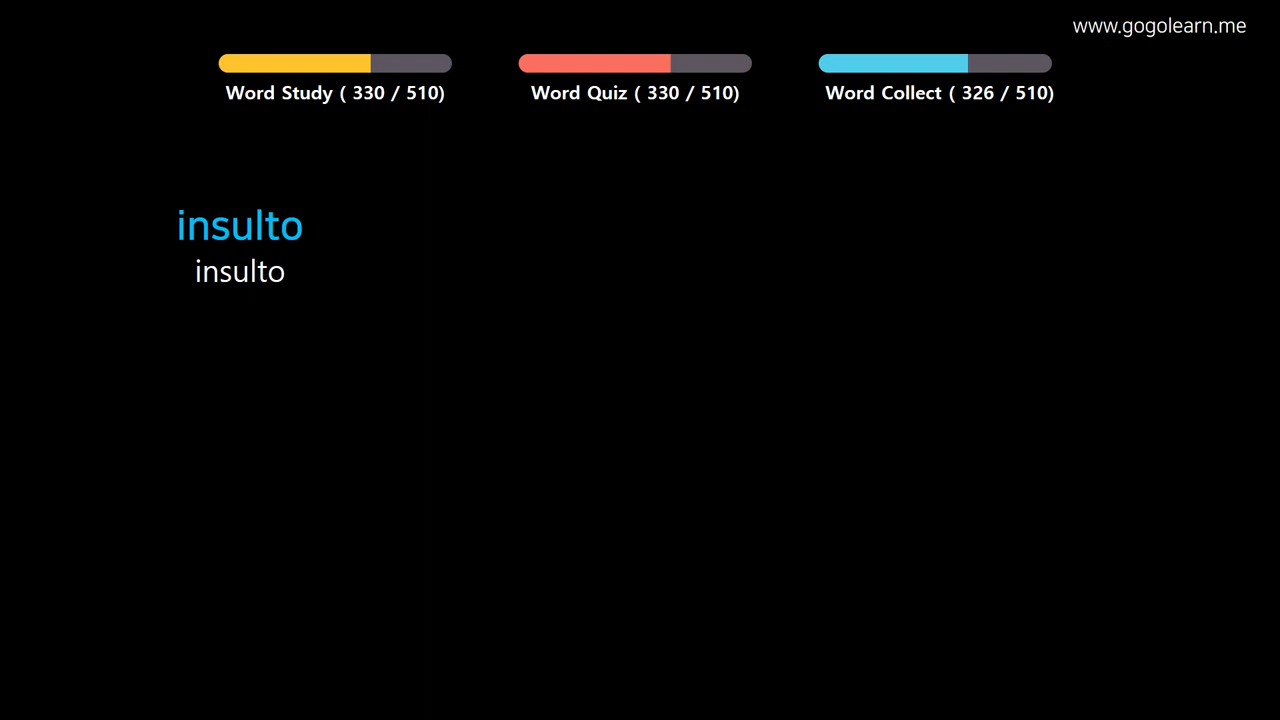 www.gogolearn.me
Word Study ( 330 / 510)
Word Quiz ( 330 / 510)
Word Collect ( 326 / 510)
insulto
insulto